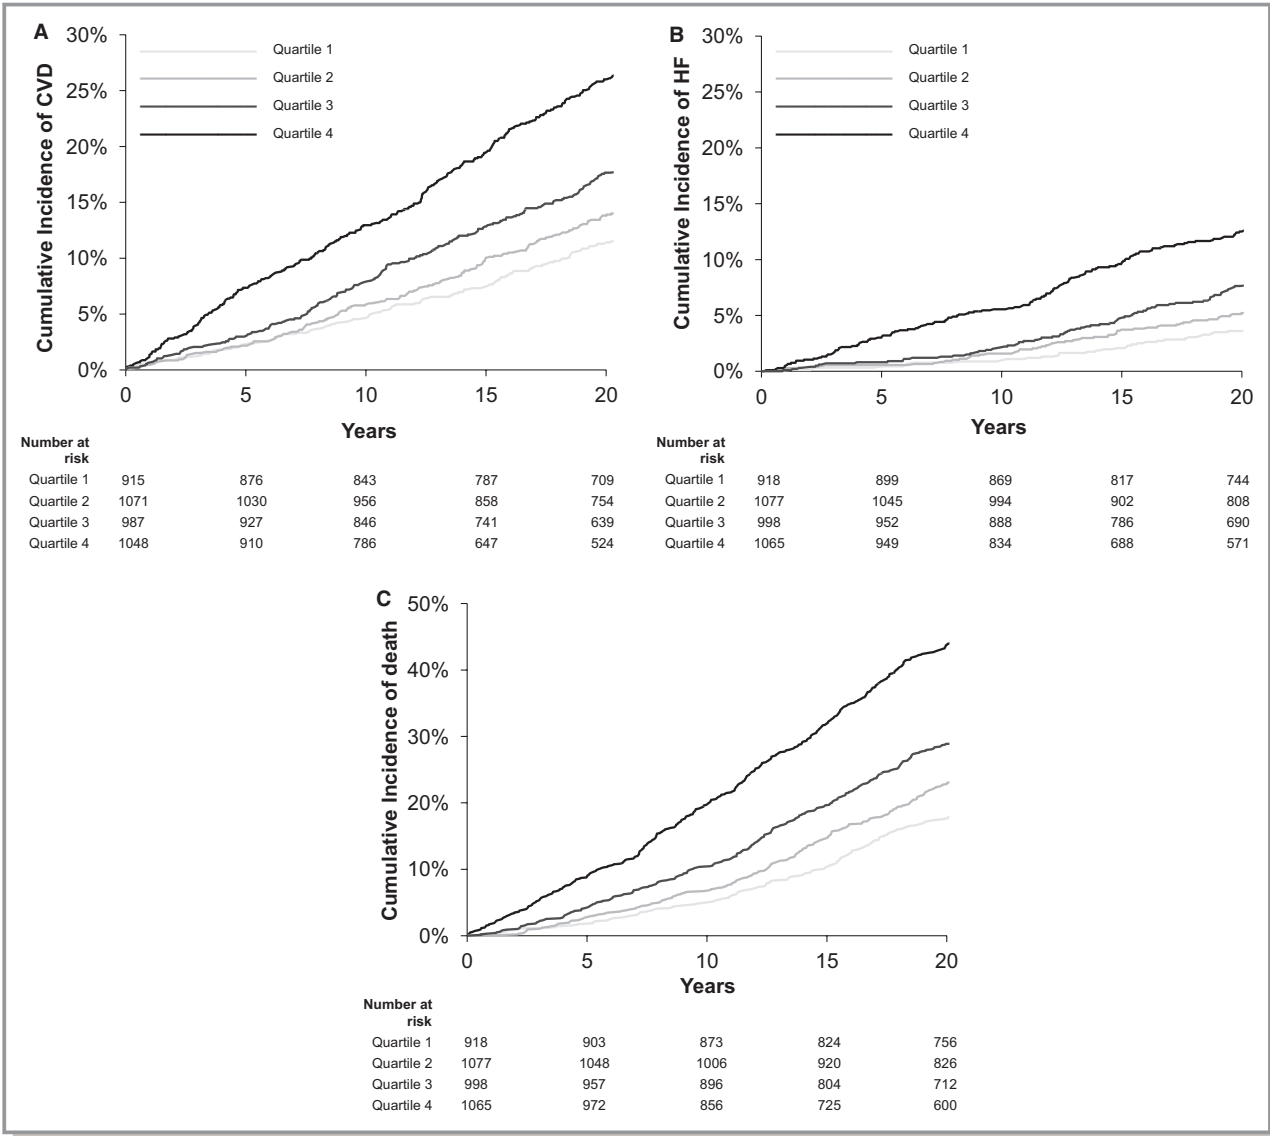 A
30%
25%
20%
15%
10%
5%
0%
Cumulative Incidence of CVD
Quartile 1
Quartile 2
Quartile 3
Quartile 4
0 5 10 15 20
Years
Number at
risk
Quartile 1 915 876 843 787 709
Quartile 2 1071 1030 956 858 754
Quartile 3 987 927 846 741 639
Quartile 4 1048 910 786 647 524
B
30%
25%
20%
15%
10%
5%
0%
Cumulative Incidence of HF
Quartile 1
Quartile 2
Quartile 3
Quartile 4
0 5 10 15 20
Years
Number at
risk
Quartile 1 918 899 869 817 744
Quartile 2 1077 1045 994 902 808
Quartile 3 998 952 888 786 690
Quartile 4 1065 949 834 688 571
C
50%
40%
30%
20%
10%
0%
Cumulative Incidence of death
0 5 10 15 20
Years
Number at
risk
Quartile 1 918 903 873 824 756
Quartile 2 1077 1048 1006 920 826
Quartile 3 998 957 896 804 712
Quartile 4 1065 972 856 725 600